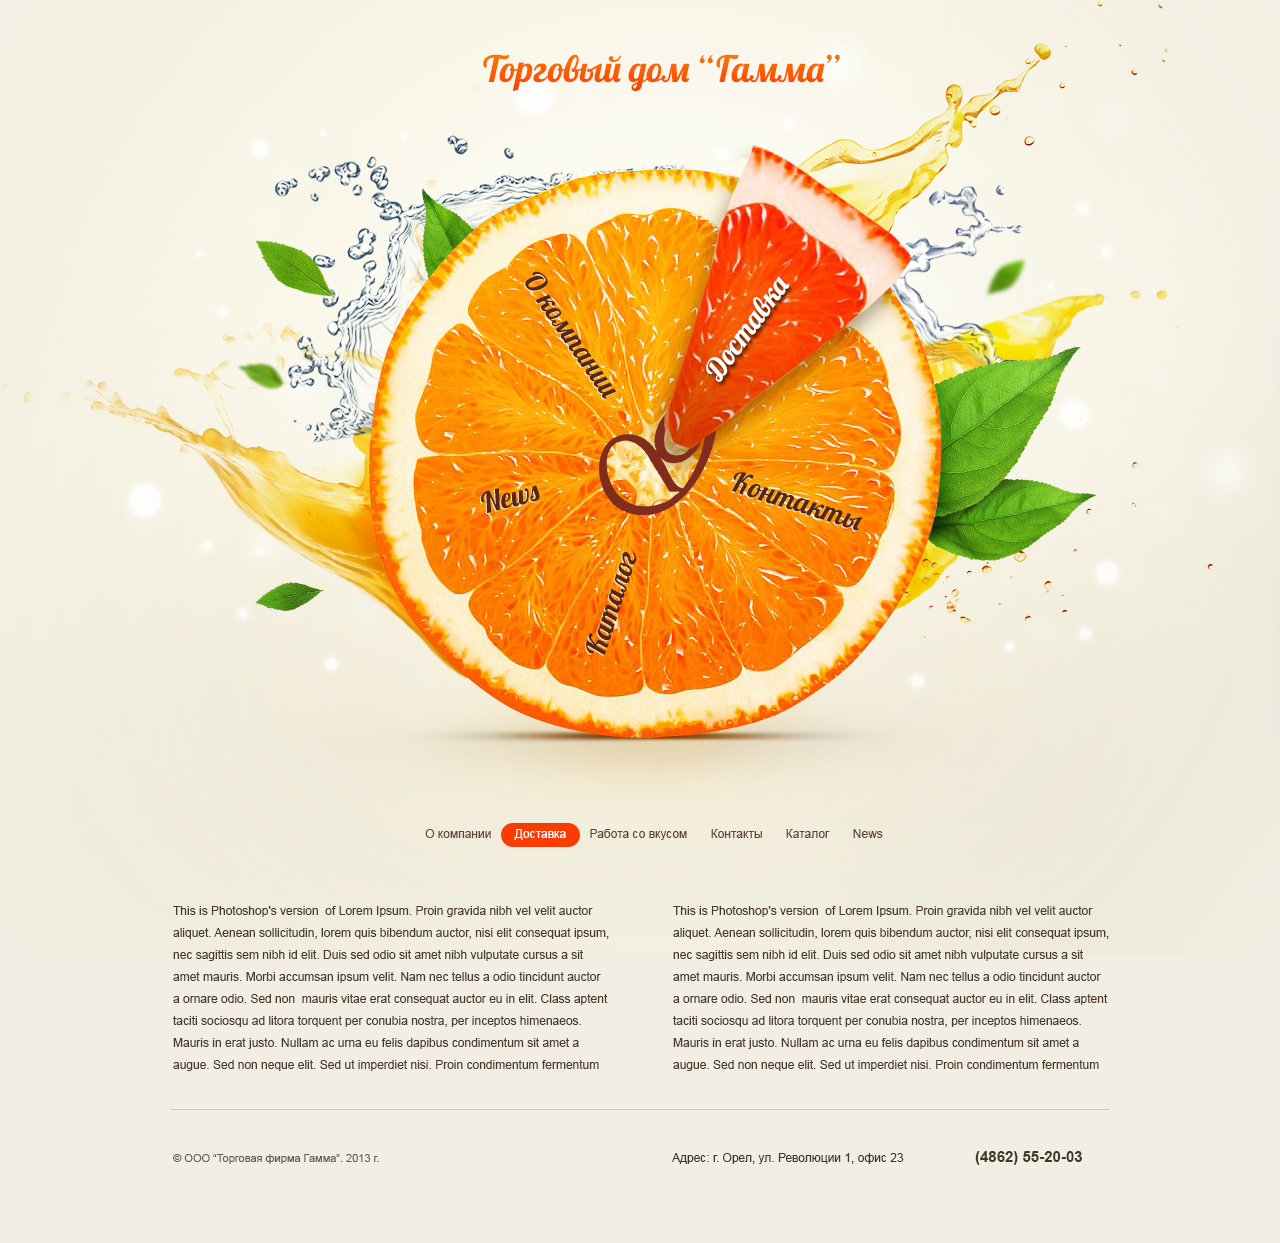 Торговый дом “Гамма”
О компании
Доставка
News
Контакты
Каталог
О компании Доставка Работа со вкусом Контакты Каталог News
This is Photoshop's version  of Lorem Ipsum. Proin gravida nibh vel velit auctor
aliquet. Aenean sollicitudin, lorem quis bibendum auctor, nisi elit consequat ipsum,
nec sagittis sem nibh id elit. Duis sed odio sit amet nibh vulputate cursus a sit
amet mauris. Morbi accumsan ipsum velit. Nam nec tellus a odio tincidunt auctor
a ornare odio. Sed non  mauris vitae erat consequat auctor eu in elit. Class aptent
taciti sociosqu ad litora torquent per conubia nostra, per inceptos himenaeos.
Mauris in erat justo. Nullam ac urna eu felis dapibus condimentum sit amet a
augue. Sed non neque elit. Sed ut imperdiet nisi. Proin condimentum fermentum
This is Photoshop's version  of Lorem Ipsum. Proin gravida nibh vel velit auctor
aliquet. Aenean sollicitudin, lorem quis bibendum auctor, nisi elit consequat ipsum,
nec sagittis sem nibh id elit. Duis sed odio sit amet nibh vulputate cursus a sit
amet mauris. Morbi accumsan ipsum velit. Nam nec tellus a odio tincidunt auctor
a ornare odio. Sed non  mauris vitae erat consequat auctor eu in elit. Class aptent
taciti sociosqu ad litora torquent per conubia nostra, per inceptos himenaeos.
Mauris in erat justo. Nullam ac urna eu felis dapibus condimentum sit amet a
augue. Sed non neque elit. Sed ut imperdiet nisi. Proin condimentum fermentum
© ООО “Торговая фирма Гамма”. 2013 г.
Адрес: г. Орел, ул. Революции 1, офис 23
(4862) 55-20-03